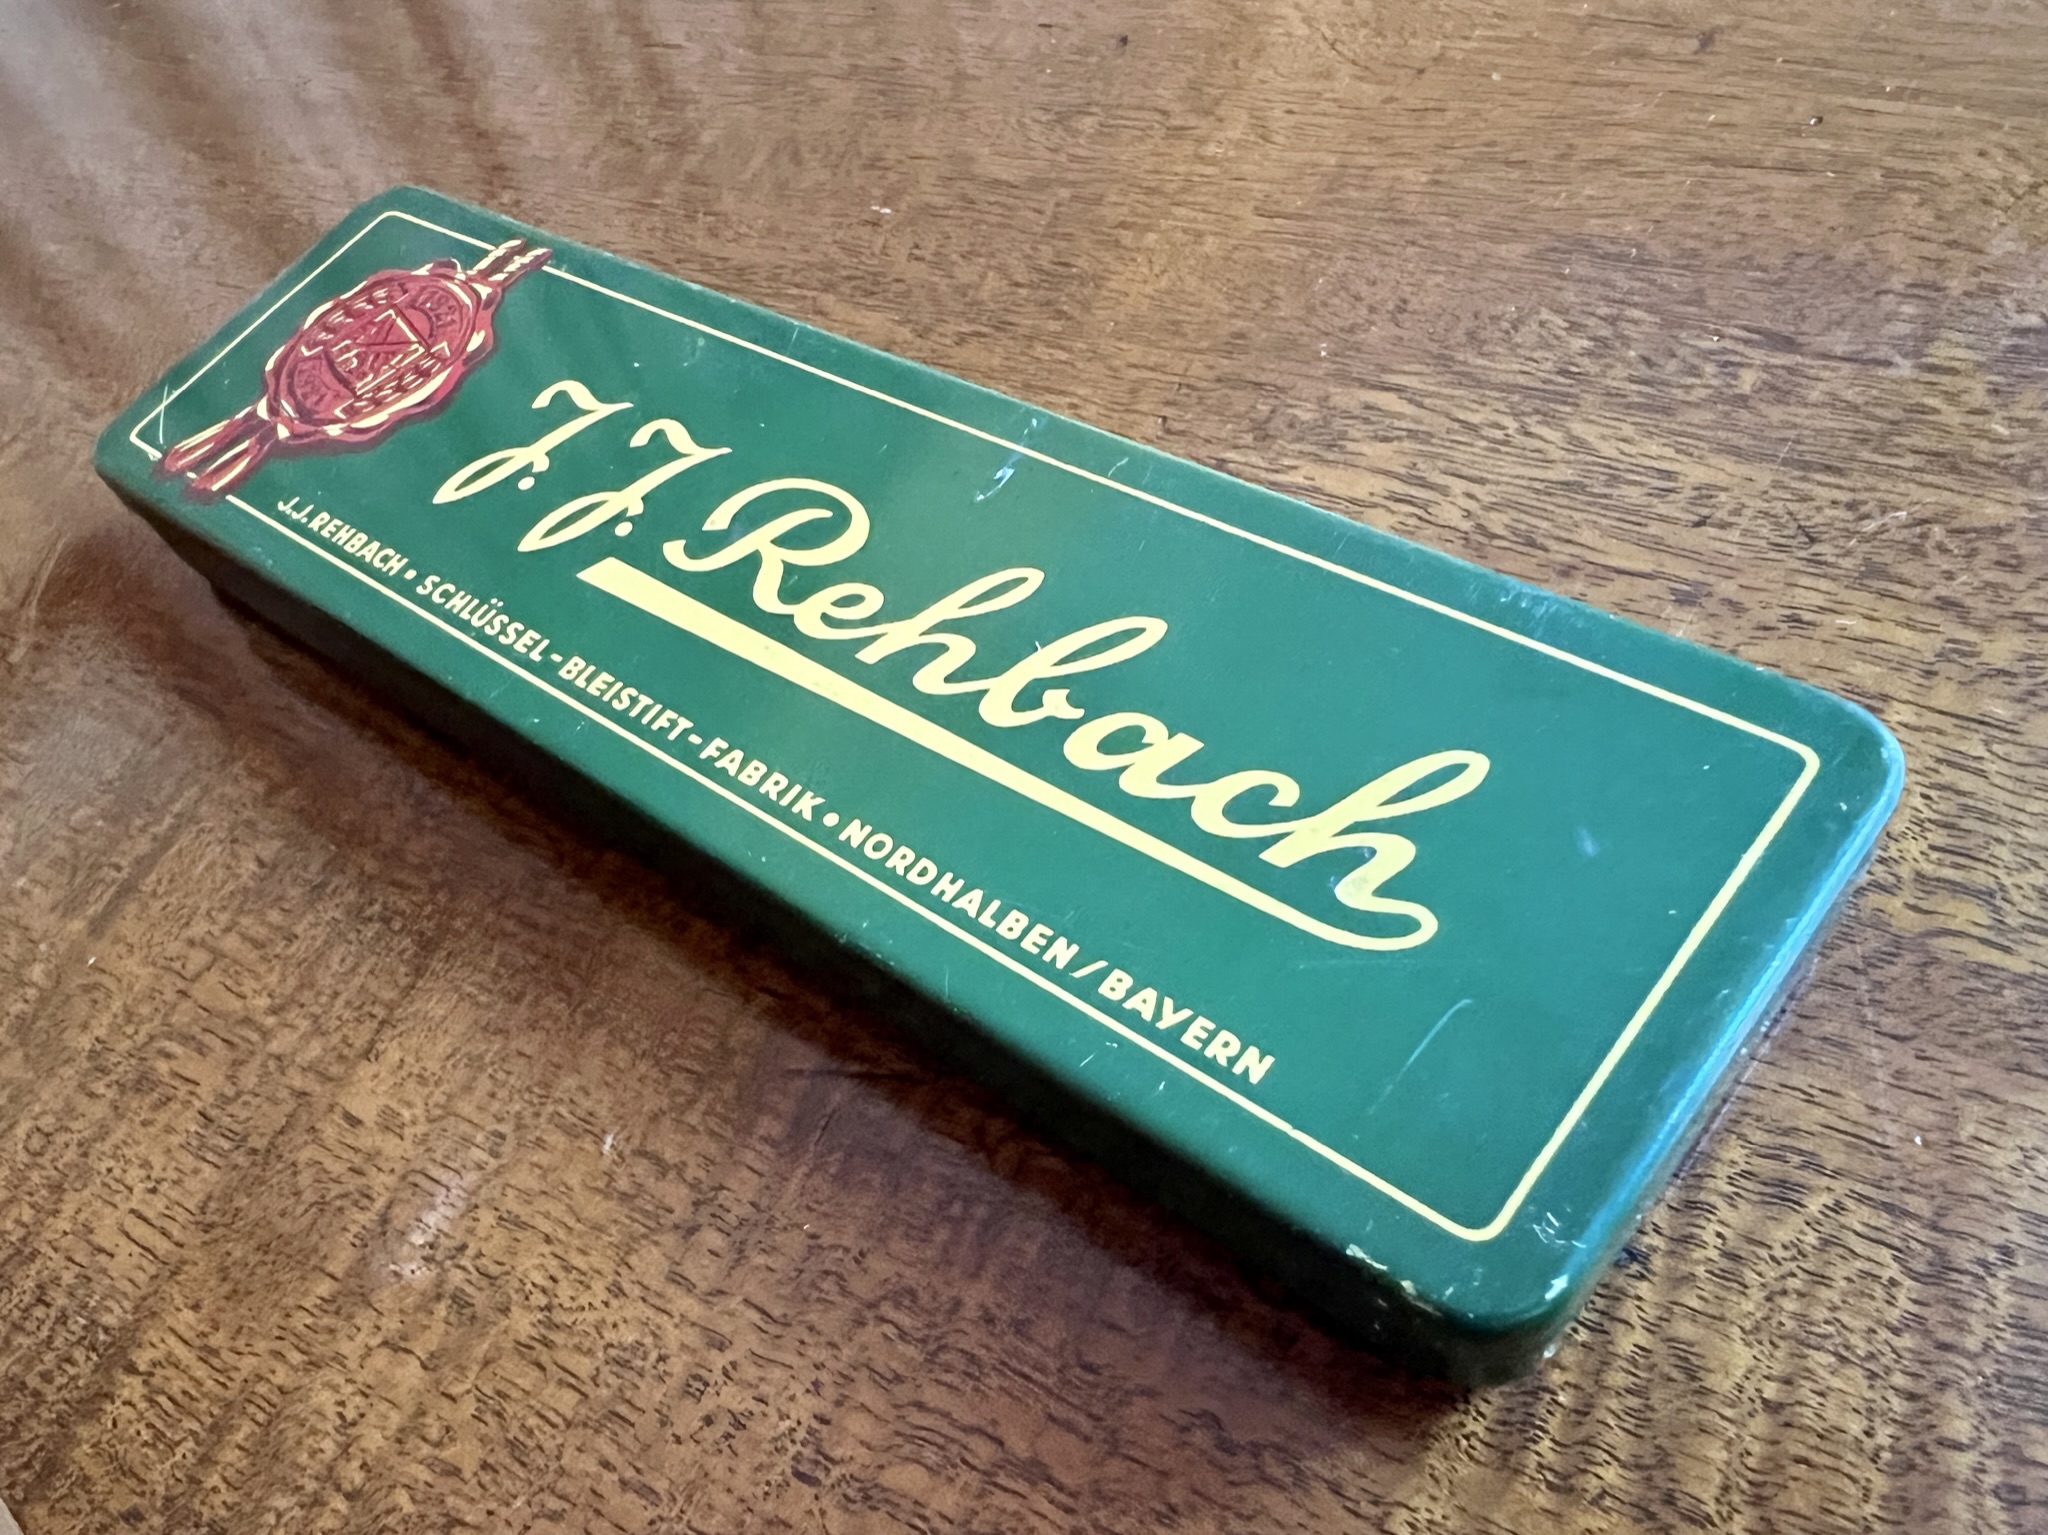 J.J. Rehbach
J.J. REHBACH • SCHLÜSSEL-BLEISTIFT-FABRIK • NORDHALBEN/BAYERN